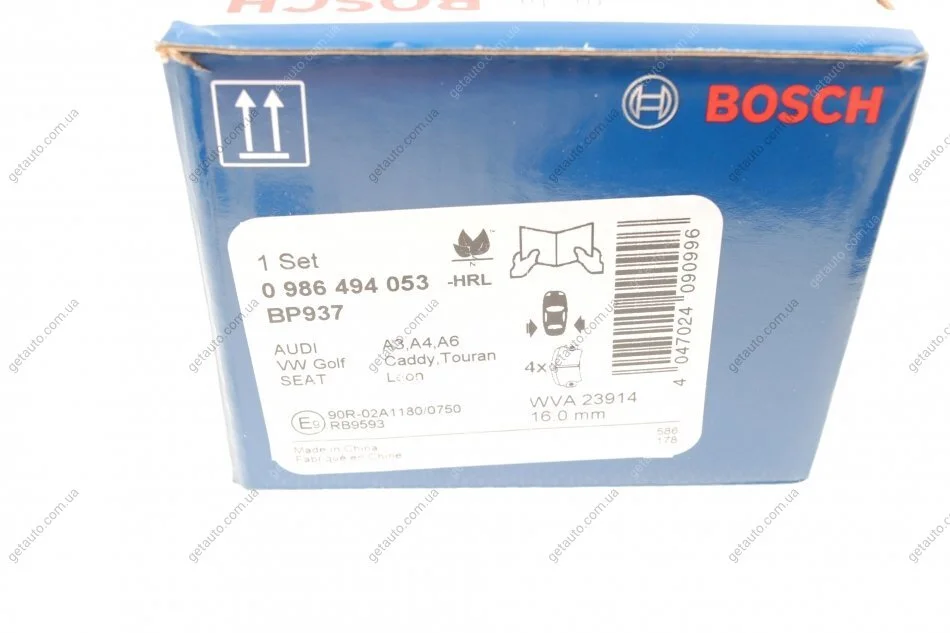 BOSCH
BOSCH
1 Set
0 986 494 053 -HRL
BP937
AUDI A3,A4,A6
VW Golf Caddy,Touran
SEAT Leon
4x
WVA 23914
16.0 mm
E9 90R-02A1180/0750
RB9593
586
178
Made in China
Fabriqué en Chine
4 047024 090996
getauto.com.ua